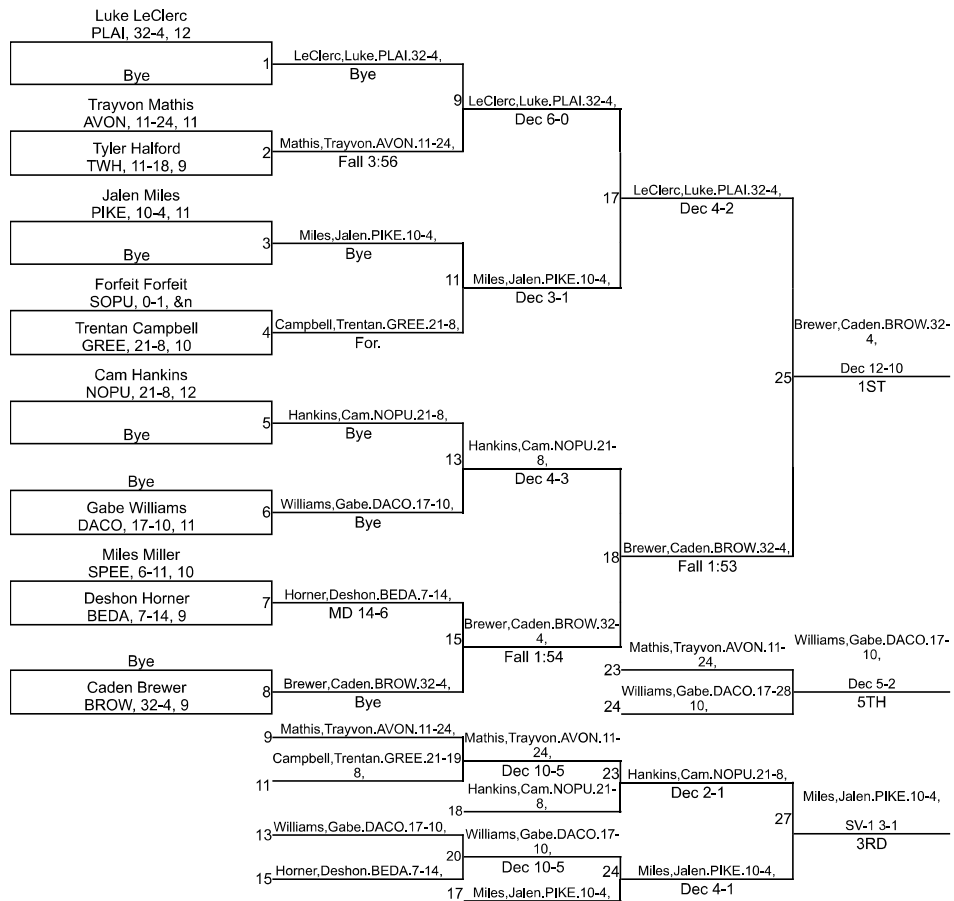 Luke LeClerc
PLAI, 32-4, 12
Bye
1
LeClerc,Luke.PLAI.32-4,
Bye
Trayvon Mathis
AVON, 11-24, 11
Tyler Halford
TWH, 11-18, 9
2
Mathis,Trayvon.AVON.11-24,
Fall 3:56
9
LeClerc,Luke.PLAI.32-4,
Dec 6-0
Jalen Miles
PIKE, 10-4, 11
Bye
3
Miles,Jalen.PIKE.10-4,
Bye
Forfeit Forfeit
SOPU, 0-1, &n
Trentan Campbell
GREE, 21-8, 10
4
Campbell,Trentan.GREE.21-8,
For.
11
Miles,Jalen.PIKE.10-4,
Dec 3-1
17
LeClerc,Luke.PLAI.32-4,
Dec 4-2
Cam Hankins
NOPU, 21-8, 12
Bye
5
Hankins,Cam.NOPU.21-8,
Bye
Bye
Gabe Williams
DACO, 17-10, 11
6
Williams,Gabe.DACO.17-10,
Bye
13
Hankins,Cam.NOPU.21-
8,
Dec 4-3
Miles Miller
SPEE, 6-11, 10
Deshon Horner
BEDA, 7-14, 9
7
Horner,Deshon.BEDA.7-14,
MD 14-6
Bye
Caden Brewer
BROW, 32-4, 9
8
Brewer,Caden.BROW.32-4,
Bye
15
Brewer,Caden.BROW.32-
4,
Fall 1:54
18
Brewer,Caden.BROW.32-4,
Fall 1:53
25
Brewer,Caden.BROW.32-
4,
Dec 12-10
1ST
23
Mathis,Trayvon.AVON.11-
24,
24
Williams,Gabe.DACO.17-28
10,
Williams,Gabe.DACO.17-
10,
Dec 5-2
5TH
9
Mathis,Trayvon.AVON.11-24,
11
Campbell,Trentan.GREE.21-19
8,
Mathis,Trayvon.AVON.11-
24,
Dec 10-5
18
Hankins,Cam.NOPU.21-
8,
23
Hankins,Cam.NOPU.21-8,
Dec 2-1
13
Williams,Gabe.DACO.17-10,
15
Horner,Deshon.BEDA.7-14,
20
Williams,Gabe.DACO.17-
10,
Dec 10-5
17
Miles,Jalen.PIKE.10-4,
24
Miles,Jalen.PIKE.10-4,
Dec 4-1
27
Miles,Jalen.PIKE.10-4,
SV-1 3-1
3RD